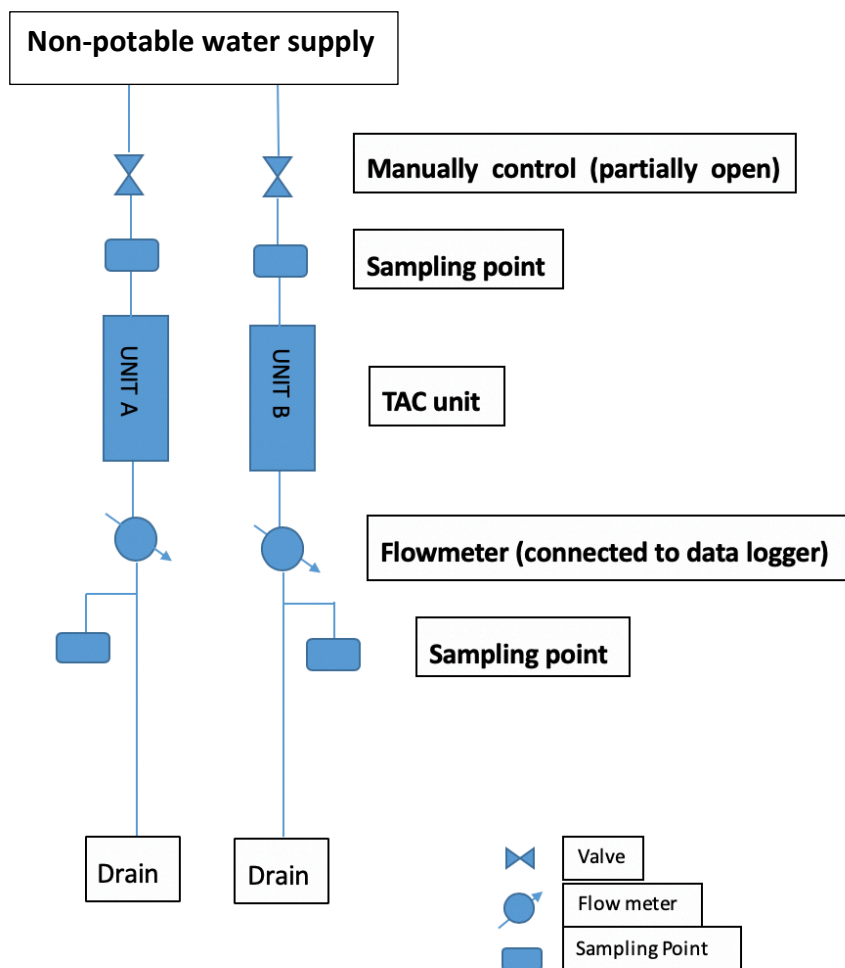 Non-potable water supply
Manually control (partially open)
Sampling point
UNIT A
UNIT B
TAC unit
Flowmeter (connected to data logger)
Sampling point
Drain
Drain
Valve
Flow meter
Sampling Point